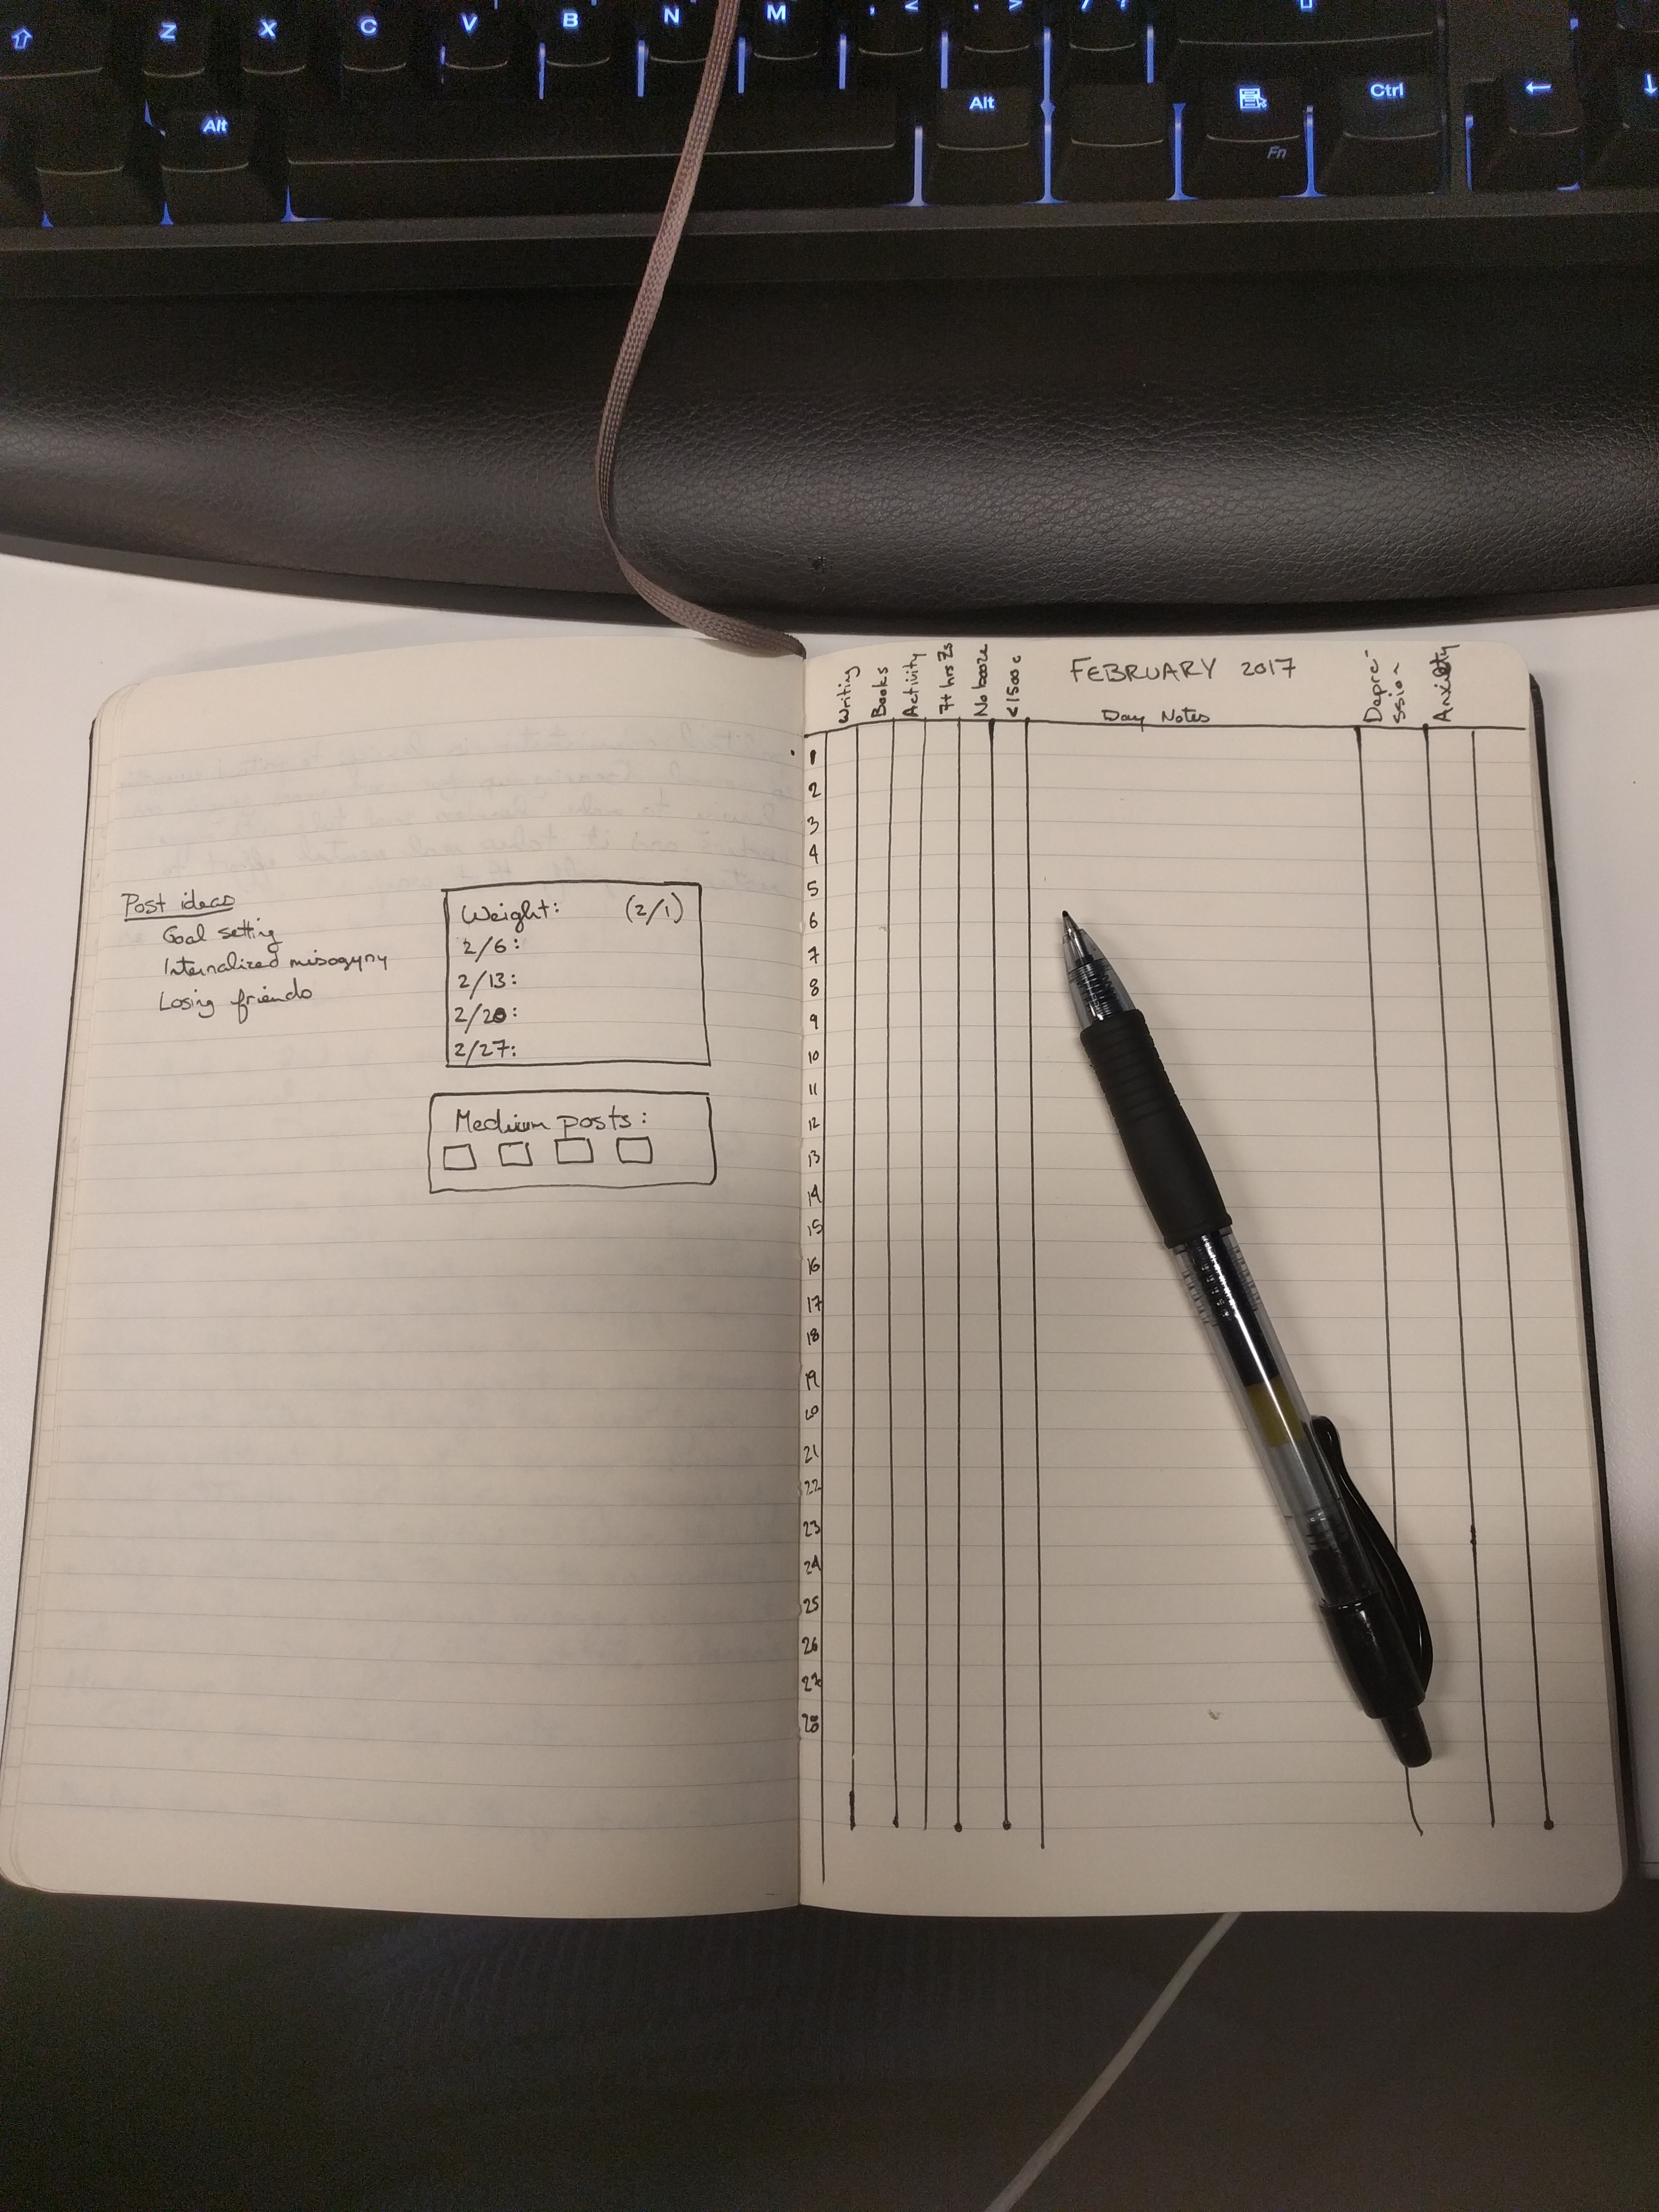 Z X C V B N M , < . > / ?
Alt Alt Ctrl ←
Fn
Post ideas
Goal setting
Internalized misogyny
Losing friends
Weight: (2/1)
2/6:
2/13:
2/20:
2/27:
Medium posts:
FEBRUARY 2017
Writing Books Activity 7+ hrs Zs No booze <1500 c Day Notes Depre-ssion Anxiety
1
2
3
4
5
6
7
8
9
10
11
12
13
14
15
16
17
18
19
20
21
22
23
24
25
26
27
28